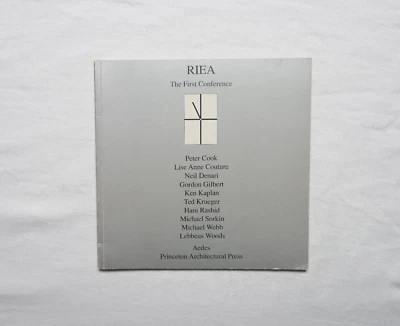 RIEA
The First Conference
Peter Cook
Lise Anne Couture
Neil Denari
Gordon Gilbert
Ken Kaplan
Ted Krueger
Hani Rashid
Michael Sorkin
Michael Webb
Lebbeus Woods
Aedes
Princeton Architectural Press